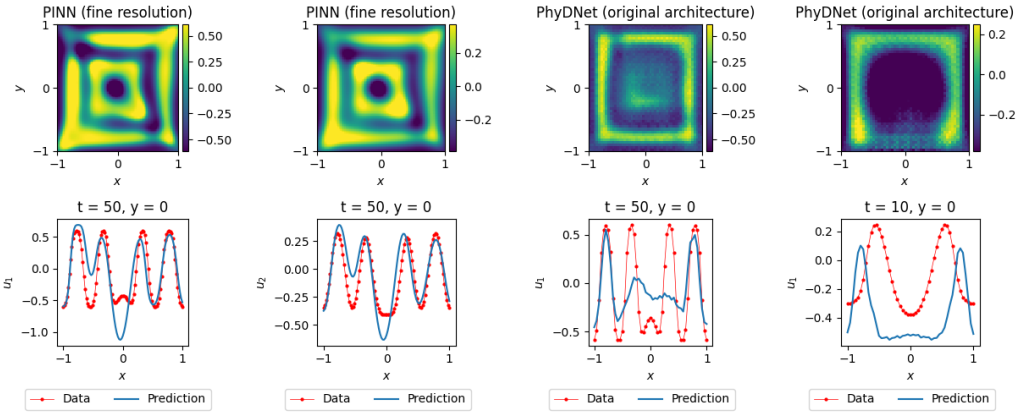 PINN (fine resolution)
1
0
−1
y
−1
0
1
x
0.50
0.25
0.00
−0.25
−0.50
PINN (fine resolution)
1
0
−1
y
−1
0
1
x
0.2
0.0
−0.2
PhyDNet (original architecture)
1
0
−1
y
−1
0
1
x
0.50
0.25
0.00
−0.25
−0.50
PhyDNet (original architecture)
1
0
−1
y
−1
0
1
x
0.2
0.0
−0.2
t = 50, y = 0
0.5
0.0
−0.5
−1.0
u1
−1
0
1
x
Data Prediction
t = 50, y = 0
0.25
0.00
−0.25
−0.50
u2
−1
0
1
x
Data Prediction
t = 50, y = 0
0.5
0.0
−0.5
u1
−1
0
1
x
Data Prediction
t = 10, y = 0
0.2
0.0
−0.2
−0.4
u1
−1
0
1
x
Data Prediction